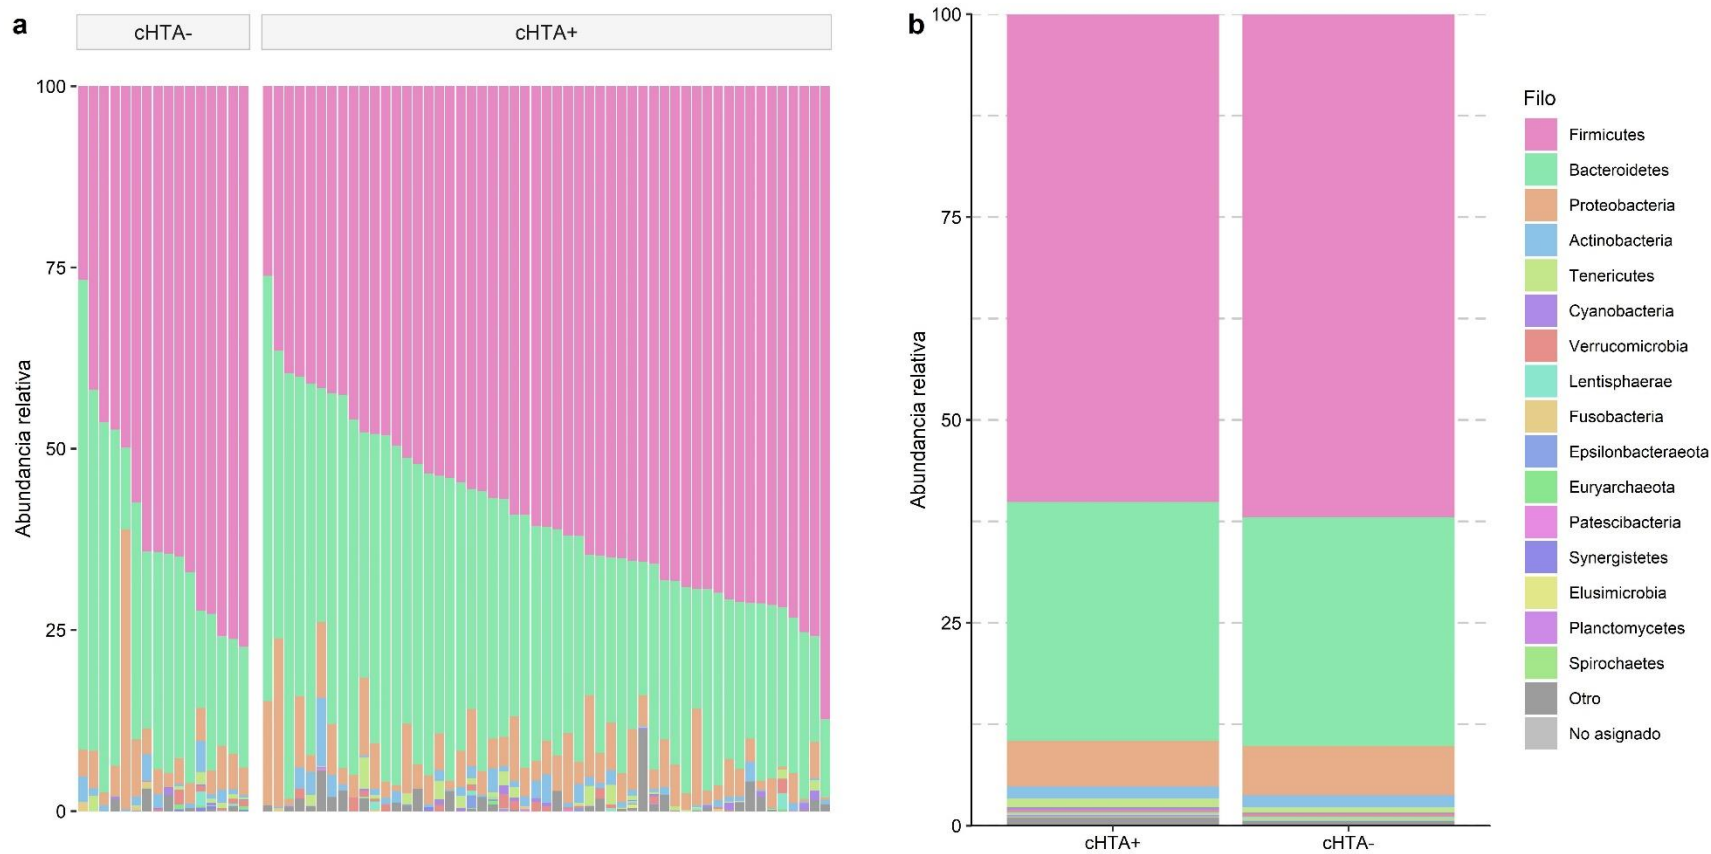 a
cHTA-
cHTA+
Abundancia relativa
100
75
50
25
0
b
Abundancia relativa
100
75
50
25
0
cHTA+
cHTA-
Filo
Firmicutes
Bacteroidetes
Proteobacteria
Actinobacteria
Tenericutes
Cyanobacteria
Verrucomicrobia
Lentisphaerae
Fusobacteria
Epsilonbacteraeota
Euryarchaeota
Patescibacteria
Synergistetes
Elusimicrobia
Planctomycetes
Spirochaetes
Otro
No asignado